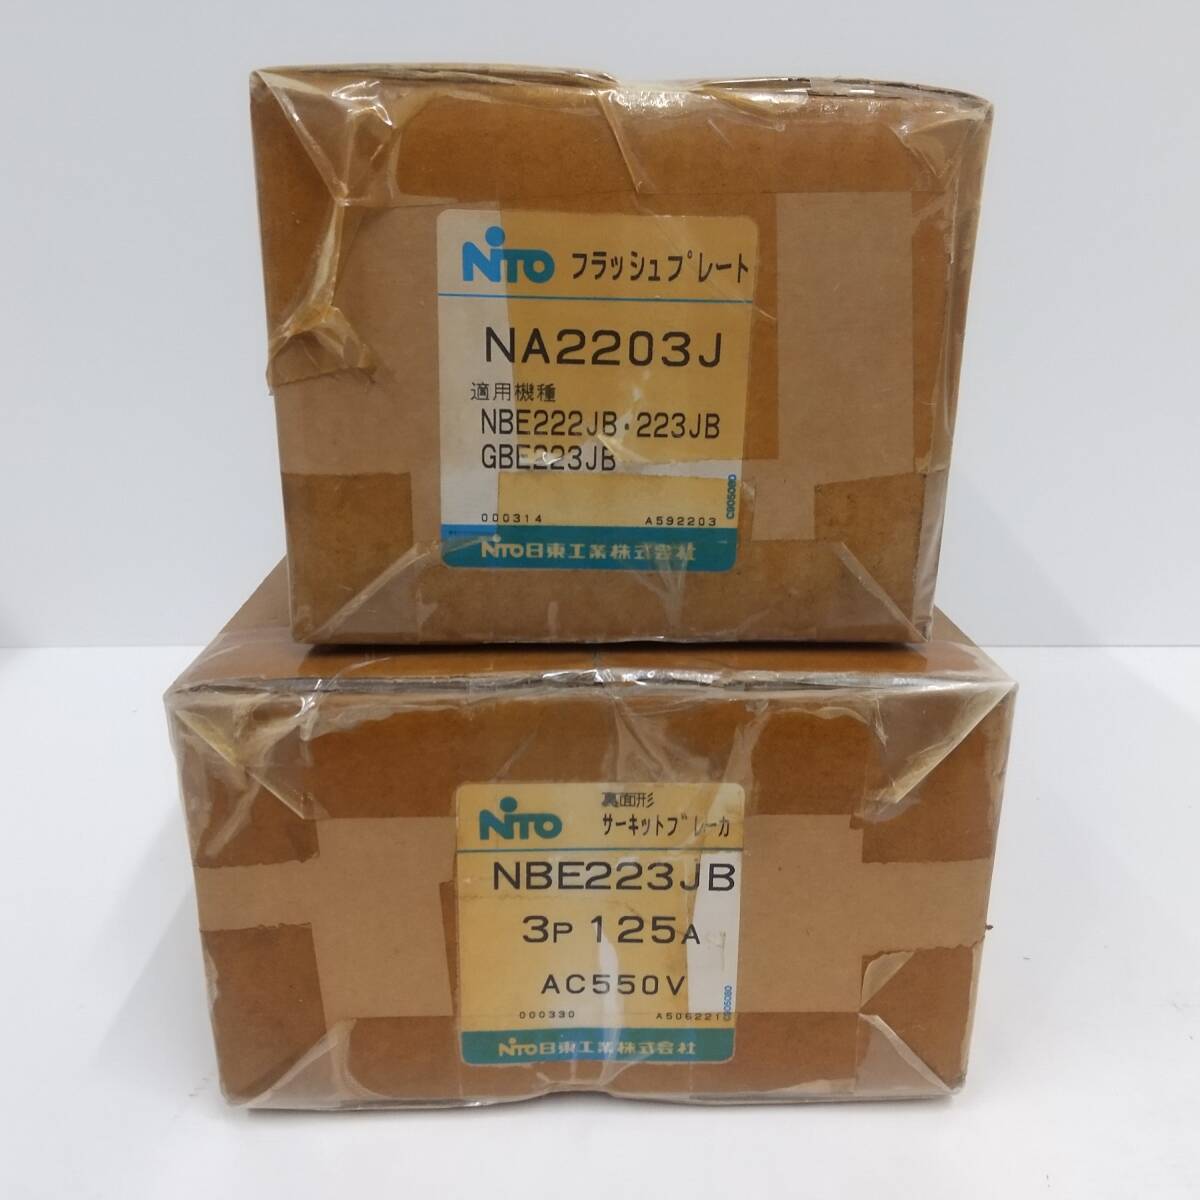 NITO フラッシュプレート
NA2203J
適用機種
NBE222JB・223JB
GBE223JB
000314 A592203
C905080
NITO日東工業株式会社
裏面形
NITO サーキットブレーカ
NBE223JB
3P 125A
AC550V
000330 A506221
C905080
NITO日東工業株式会社